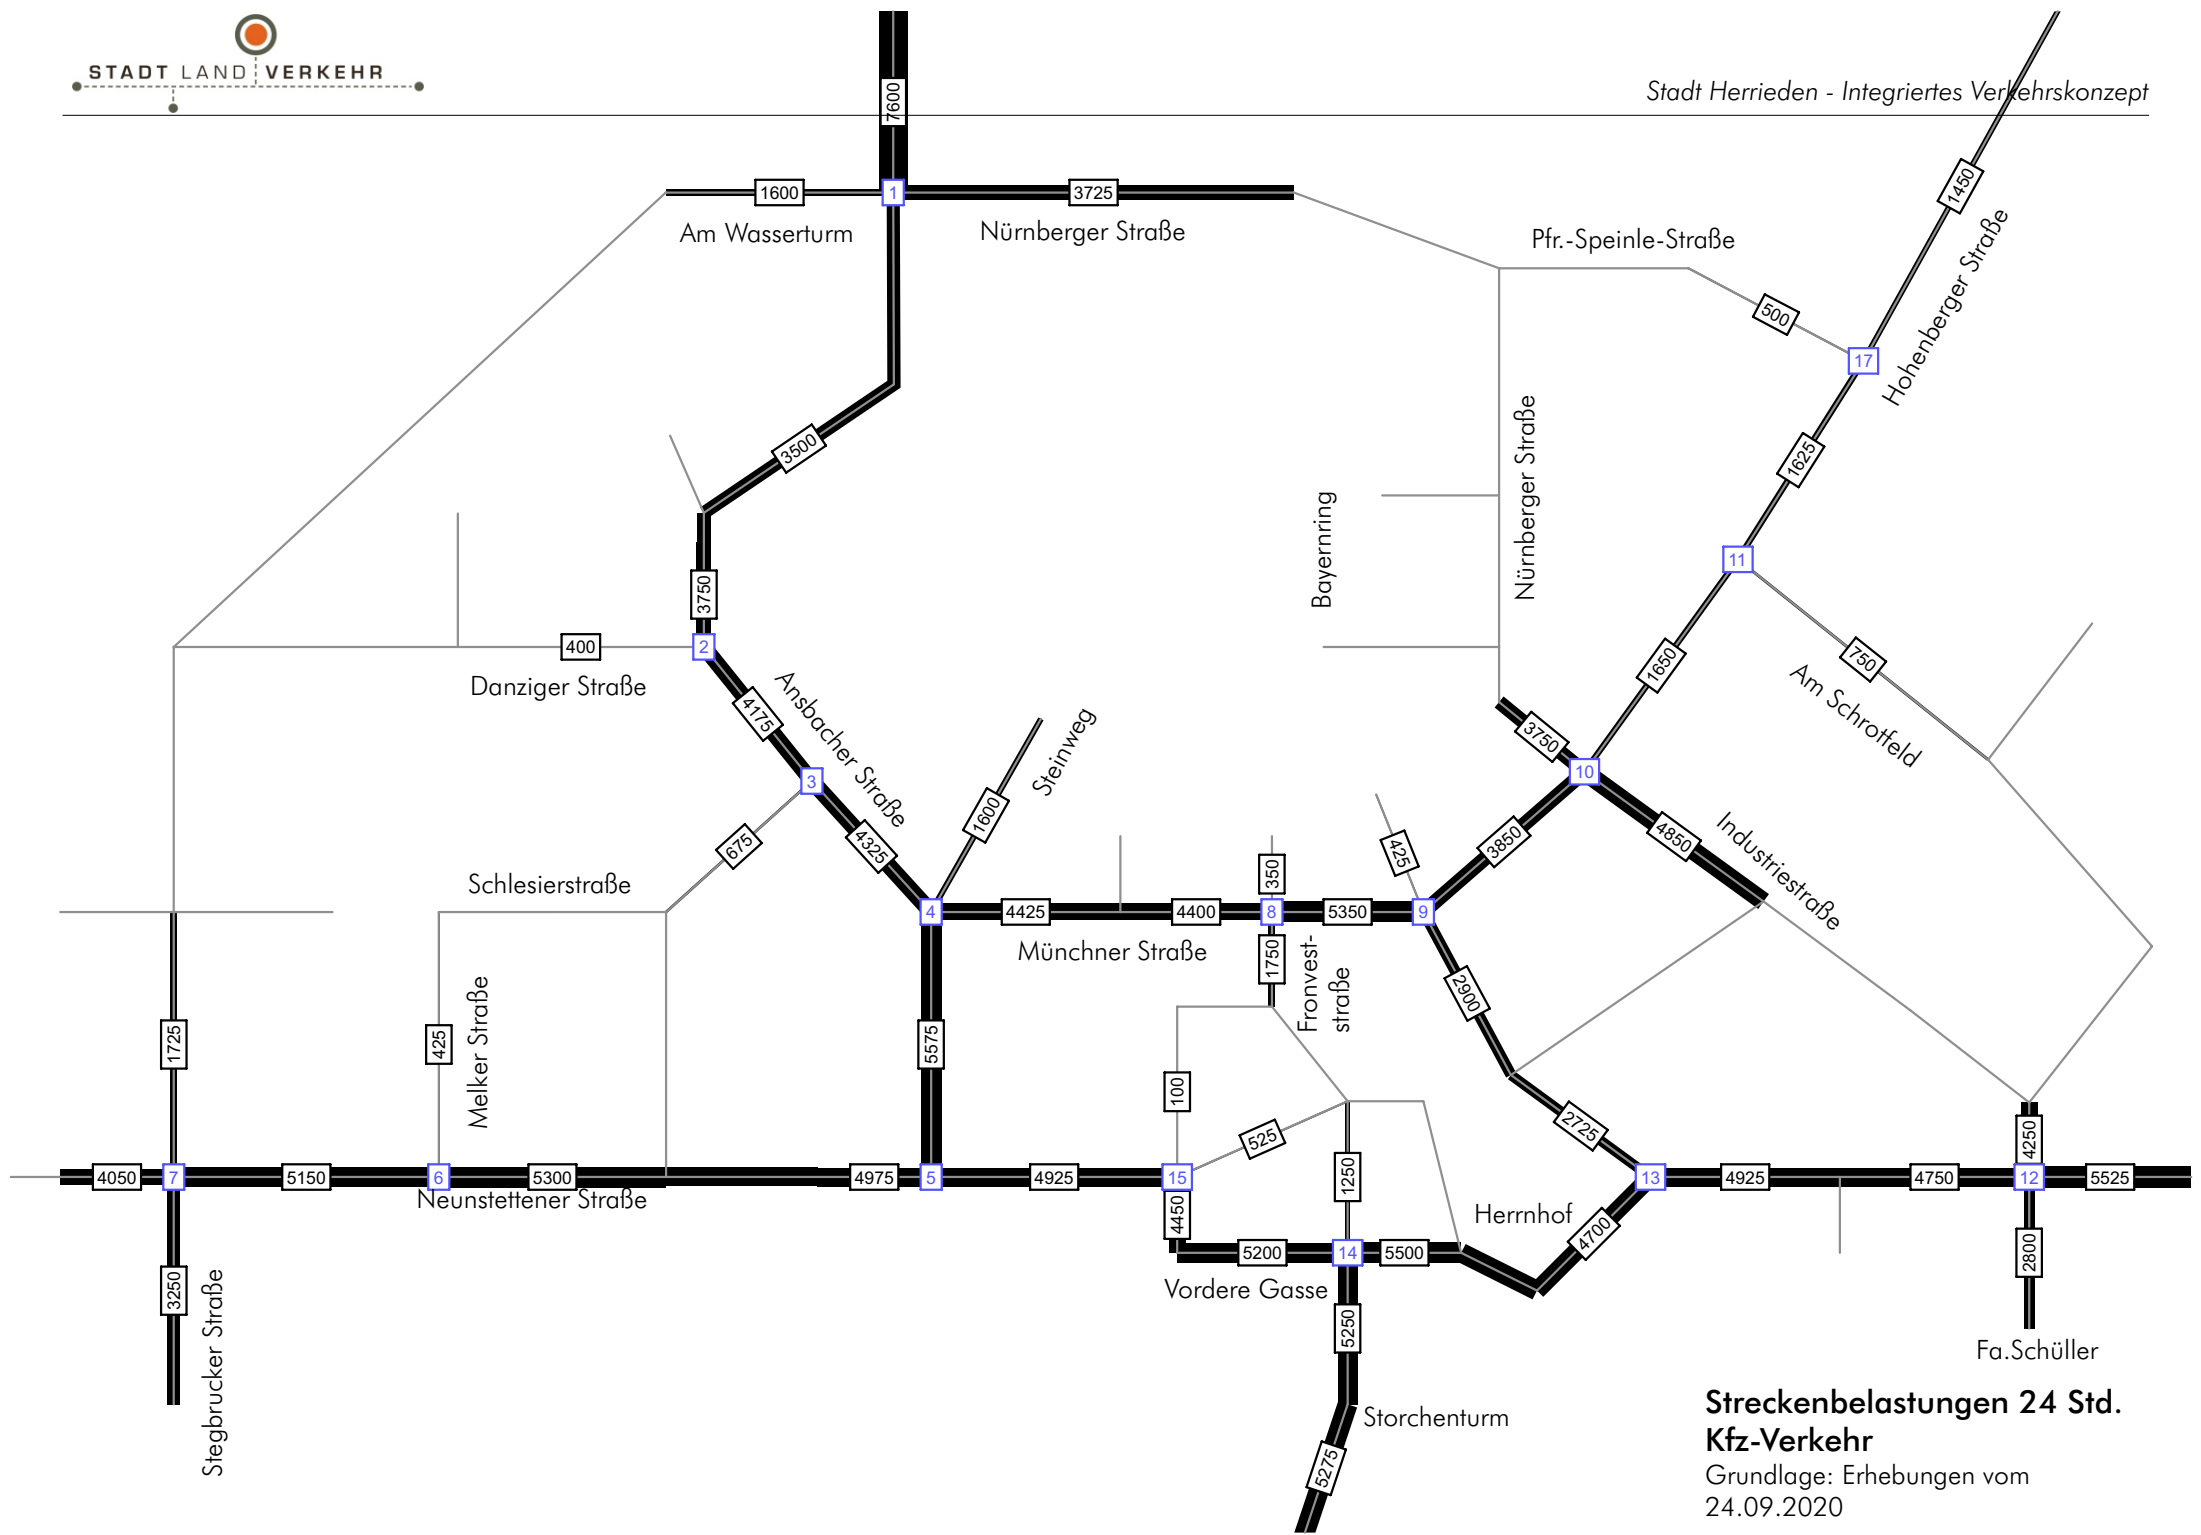 STADT LAND VERKEHR
Stadt Herrieden - Integriertes Verkehrskonzept
7600
1600
1
3725
Am Wasserturm
Nürnberger Straße
Pfr.-Speinle-Straße
1450
500
17
Hohenberger Straße
3500
1625
Bayernring
Nürnberger Straße
11
3750
400
2
Danziger Straße
1650
750
Am Schrotfeld
4175
Ansbacher Straße
Steinweg
3750
3
10
675
4325
1600
3850
4850
Industriestraße
425
350
Schlesierstraße
4
4425
4400
8
5350
9
Münchner Straße
1750
Fronvest-
straße
2900
1725
425
Melker Straße
5575
100
525
2725
4250
4050
7
5150
6
5300
4975
5
4925
15
1250
13
4925
4750
12
5525
Neunstettener Straße
4450
Herrnhof
4700
5200
14
5500
2800
Vordere Gasse
3250
Stegbrucker Straße
5250
Fa.Schüller
Storchenturm
5275
Streckenbelastungen 24 Std.
Kfz-Verkehr
Grundlage: Erhebungen vom
24.09.2020